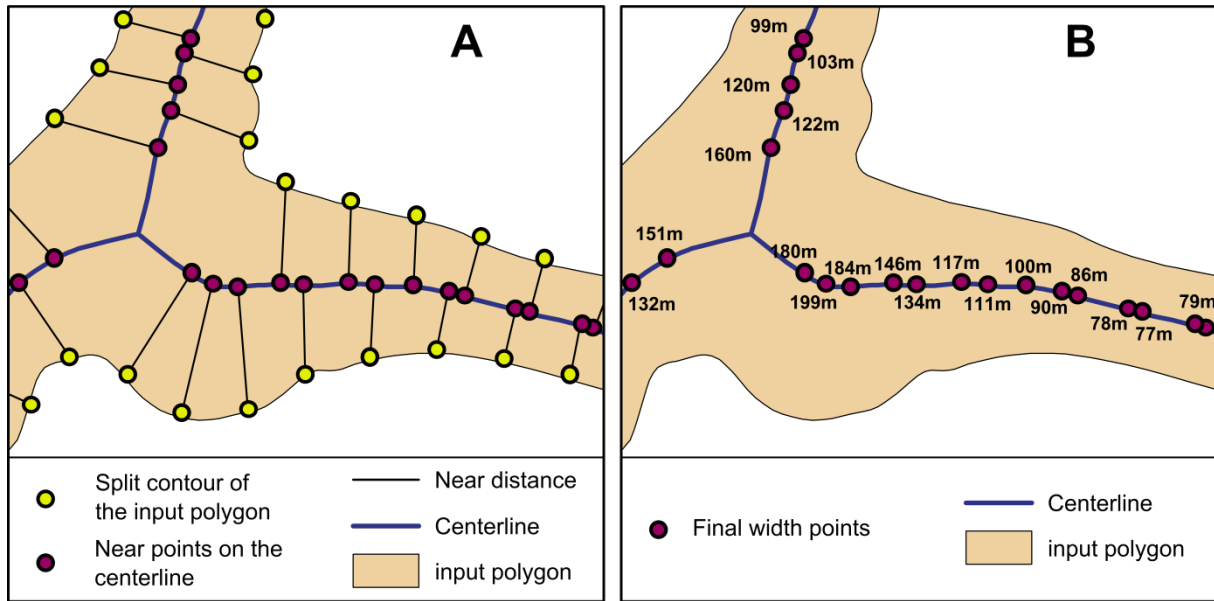 A
Split contour of
the input polygon
Near points on the
centerline
Near distance
Centerline
input polygon
B
99m
103m
120m
122m
160m
151m
132m
180m
199m
184m
146m
134m
117m
111m
100m
90m
86m
78m
77m
79m
Final width points
Centerline
input polygon